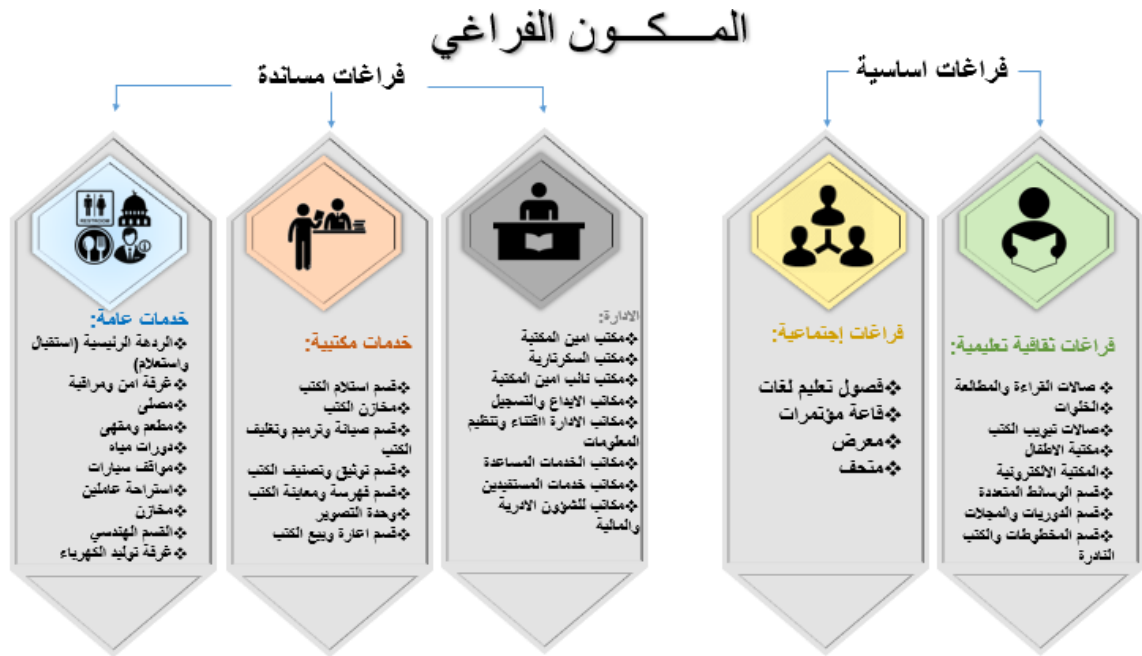 المـــــكـــــون الفراغي
فراغات اساسية
فراغات مساندة
فراغات ثقافية تعليمية:
❖صالات القراءة والمطالعة
❖الخلوات
❖صالات تبويب الكتب
❖مكتبة الاطفال
❖المكتبة الالكترونية
❖قسم الوسائط المتعددة
❖قسم الدوريات والمجلات
❖قسم المخطوطات والكتب
النادرة
فراغات إجتماعية:
❖فصول تعليم لغات
❖قاعة مؤتمرات
❖معرض
❖متحف
الادارة:
❖مكتب امين المكتبة
❖مكتب السكرتارية
❖مكتب نائب امين المكتبة
❖مكاتب الايداع والتسجيل
❖مكاتب الادارة ااقتناء وتنظيم
المعلومات
❖مكاتب الخدمات المساعدة
❖مكاتب خدمات المستفيدين
❖مكاتب للشؤون الادرية
والمالية
خدمات مكتبية:
❖قسم استلام الكتب
❖مخازن الكتب
❖قسم صيانة وترميم وتغليف
الكتب
❖قسم توثيق وتصنيف الكتب
❖قسم فهرسة ومعاينة الكتب
❖وحدة التصوير
❖قسم اعارة وبيع الكتب
RESTROOM
خدمات عامة:
❖الردهة الرئيسية (استقبال
واستعلام)
❖غرفة امن ومراقبة
❖مصلى
❖مطعم ومقهى
❖دورات مياه
❖مواقف سيارات
❖استراحة عاملين
❖مخازن
❖القسم الهندسي
❖غرفة توليد الكهرباء